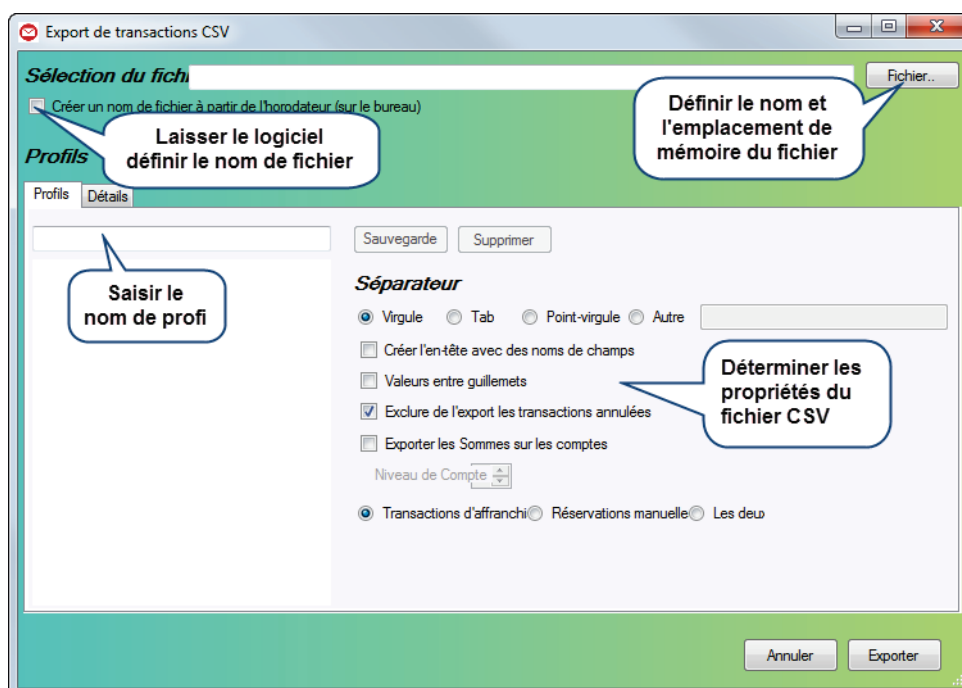 Export de transactions CSV
Sélection du fichi
Fichier..
Créer un nom de fichier à partir de l'horodateur (sur le bureau)
Laisser le logiciel
définir le nom de fichier
Définir le nom et
l'emplacement de
mémoire du fichier
Profils
Profils
Détails
Sauvegarde
Supprimer
Saisir le
nom de profi
Séparateur
Virgule
Tab
Point-virgule
Autre
Créer l'en-tête avec des noms de champs
Valeurs entre guillemets
Exclure de l'export les transactions annulées
Exporter les Sommes sur les comptes
Déterminer les
propriétés du
fichier CSV
Niveau de Compte
Transactions d'affranchi
Réservations manuelle
Les deux
Annuler
Exporter